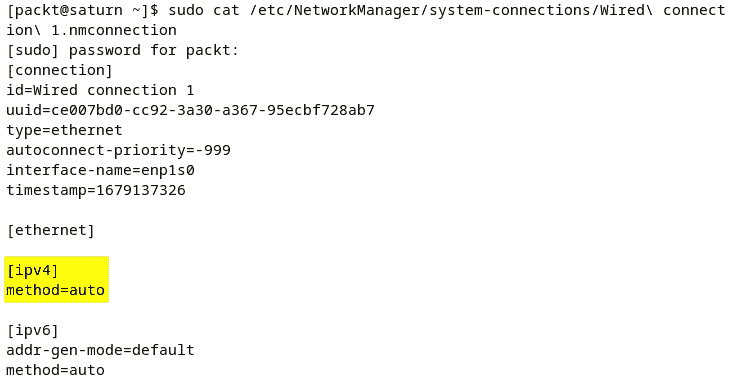 [packt@saturn ~]$ sudo cat /etc/NetworkManager/system-connections/Wired\ connect
ion\ 1.nmconnection
[sudo] password for packt:
[connection]
id=Wired connection 1
uuid=ce007bd0-cc92-3a30-a367-95ecbf728ab7
type=ethernet
autoconnect-priority=-999
interface-name=enp1s0
timestamp=1679137326
[ethernet]
[ipv4]
method=auto
[ipv6]
addr-gen-mode=default
method=auto